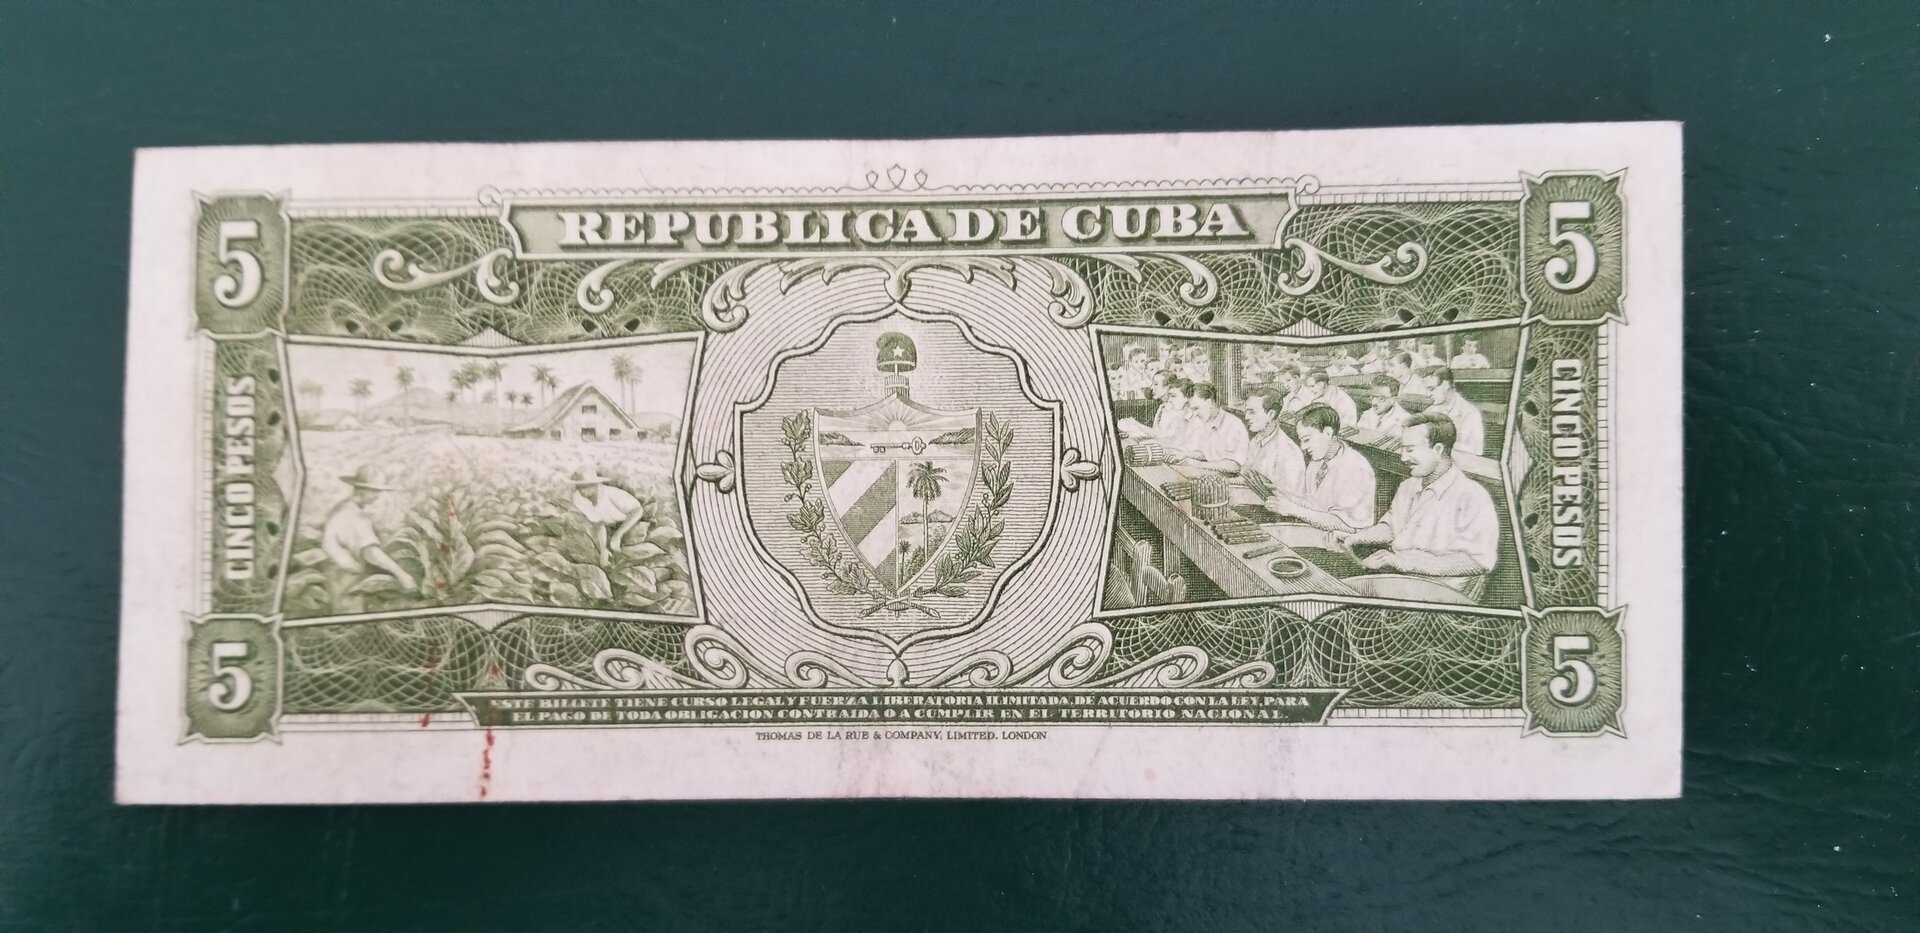 5 REPUBLICA DE CUBA 5
CINCO PESOS CINCO PESOS
5 5
ESTE BILLETE TIENE CURSO LEGAL Y FUERZA LIBERATORIA ILIMITADA, DE ACUERDO CON LA LEY, PARA
EL PAGO DE TODA OBLIGACION CONTRAIDA O A CUMPLIR EN EL TERRITORIO NACIONAL.
THOMAS DE LA RUE & COMPANY, LIMITED. LONDON